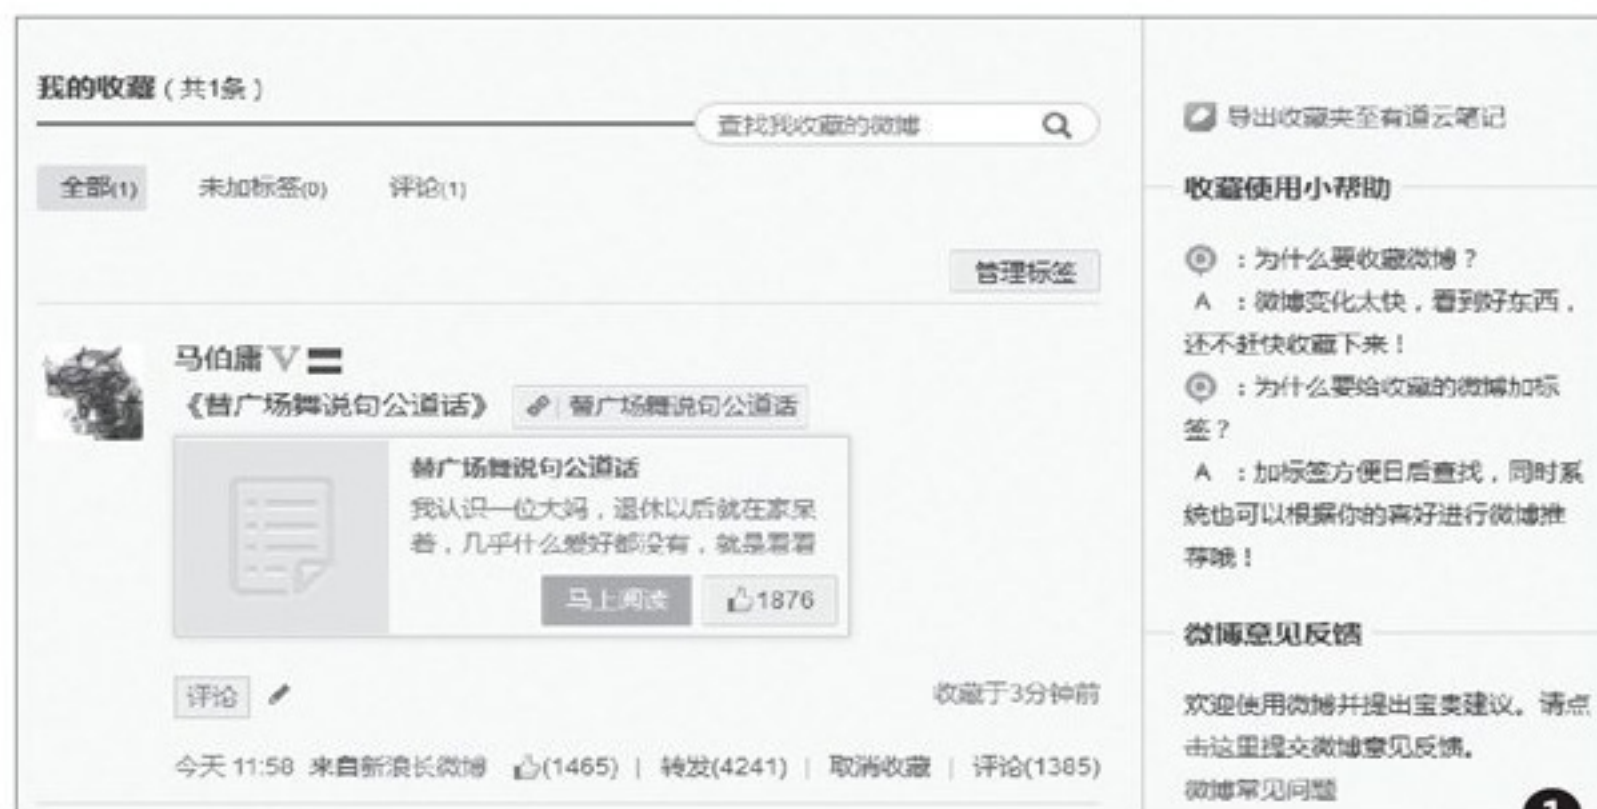 我的收藏（共1条）
查找我收藏的微博
全部(1) 未加标签(0) 评论(1)
管理标签
马伯庸 V
《替广场舞说句公道话》 替广场舞说句公道话
替广场舞说句公道话
我认识一位大妈，退休以后就在家呆
着，几乎什么爱好都没有，就是看看
马上阅读 1876
评论 收藏于3分钟前
今天 11:58 来自新浪长微博 (1465) | 转发(4241) | 取消收藏 | 评论(1385)
导出收藏夹至有道云笔记
收藏使用小帮助
：为什么要收藏微博？
A ：微博变化太快，看到好东西，
还不赶快收藏下来！
：为什么要给收藏的微博加标
签？
A ：加标签方便日后查找，同时系
统也可以根据你的喜好进行微博推
荐哦！
微博意见反馈
欢迎使用微博并提出宝贵建议。请点
击这里提交微博意见反馈。
微博常见问题
1